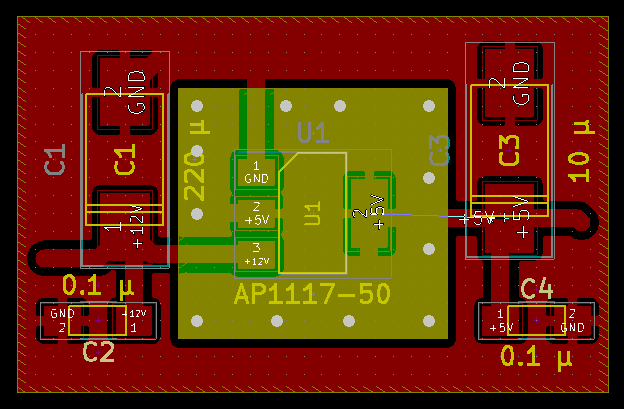 2
GND
C1
C1
1
+12V
220 µ
U1
1
GND
2
+5V
3
+12V
U1
2
+5V
AP1117-50
2
GND
C3
C3
10 µ
+5V
1
+5V
0.1 µ
GND
2
+12V
1
C2
C4
1
+5V
2
GND
0.1 µ